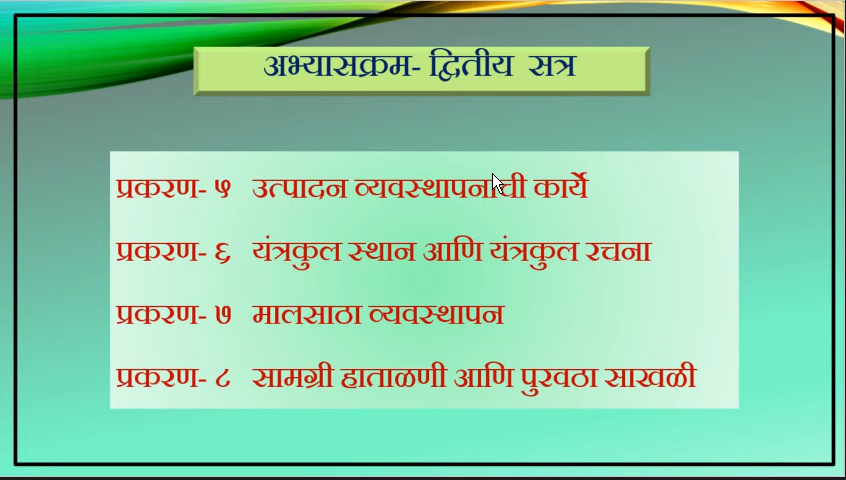 अभ्यासक्रम- द्वितीय सत्र
प्रकरण- ५ उत्पादन व्यवस्थापनाची कार्ये
प्रकरण- ६ यंत्रकुल स्थान आणि यंत्रकुल रचना
प्रकरण- ७ मालसाठा व्यवस्थापन
प्रकरण- ८ सामग्री हाताळणी आणि पुरवठा साखळी